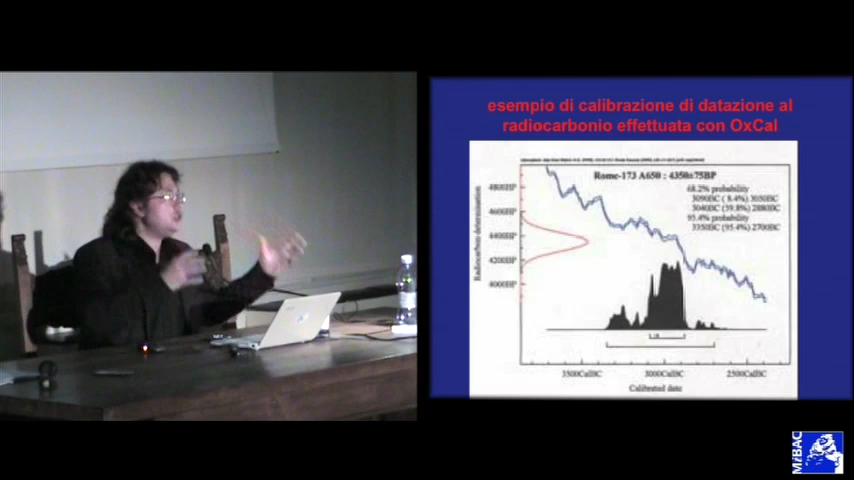 esempio di calibrazione di datazione al
radiocarbonio effettuata con OxCal
Rome-173 A650 : 4350±75BP
68.2% probability
3090BC ( 8.4%) 3050BC
3040BC (59.8%) 2880BC
95.4% probability
3350BC (95.4%) 2700BC
Radiocarbon determination
4800BP
4600BP
4400BP
4200BP
4000BP
3500CalBC
3000CalBC
2500CalBC
Calibrated date
MiBAC